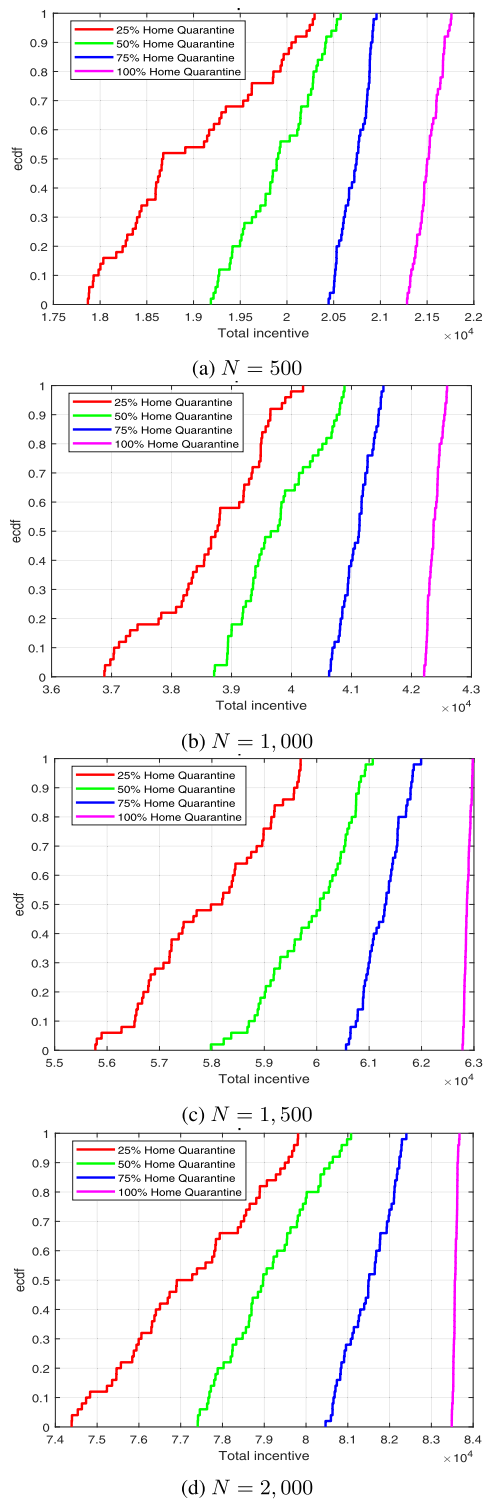 1
0.9
0.8
0.7
0.6
0.5
0.4
0.3
0.2
0.1
0
ecdf
25% Home Quarantine
50% Home Quarantine
75% Home Quarantine
100% Home Quarantine
1.75 1.8 1.85 1.9 1.95 2 2.05 2.1 2.15 2.2
Total incentive
×10⁴
(a) N = 500
1
0.9
0.8
0.7
0.6
0.5
0.4
0.3
0.2
0.1
0
ecdf
25% Home Quarantine
50% Home Quarantine
75% Home Quarantine
100% Home Quarantine
3.6 3.7 3.8 3.9 4 4.1 4.2 4.3
Total incentive
×10⁴
(b) N = 1,000
1
0.9
0.8
0.7
0.6
0.5
0.4
0.3
0.2
0.1
0
ecdf
25% Home Quarantine
50% Home Quarantine
75% Home Quarantine
100% Home Quarantine
5.5 5.6 5.7 5.8 5.9 6 6.1 6.2 6.3
Total incentive
×10⁴
(c) N = 1,500
1
0.9
0.8
0.7
0.6
0.5
0.4
0.3
0.2
0.1
0
ecdf
25% Home Quarantine
50% Home Quarantine
75% Home Quarantine
100% Home Quarantine
7.4 7.5 7.6 7.7 7.8 7.9 8 8.1 8.2 8.3 8.4
Total incentive
×10⁴
(d) N = 2,000